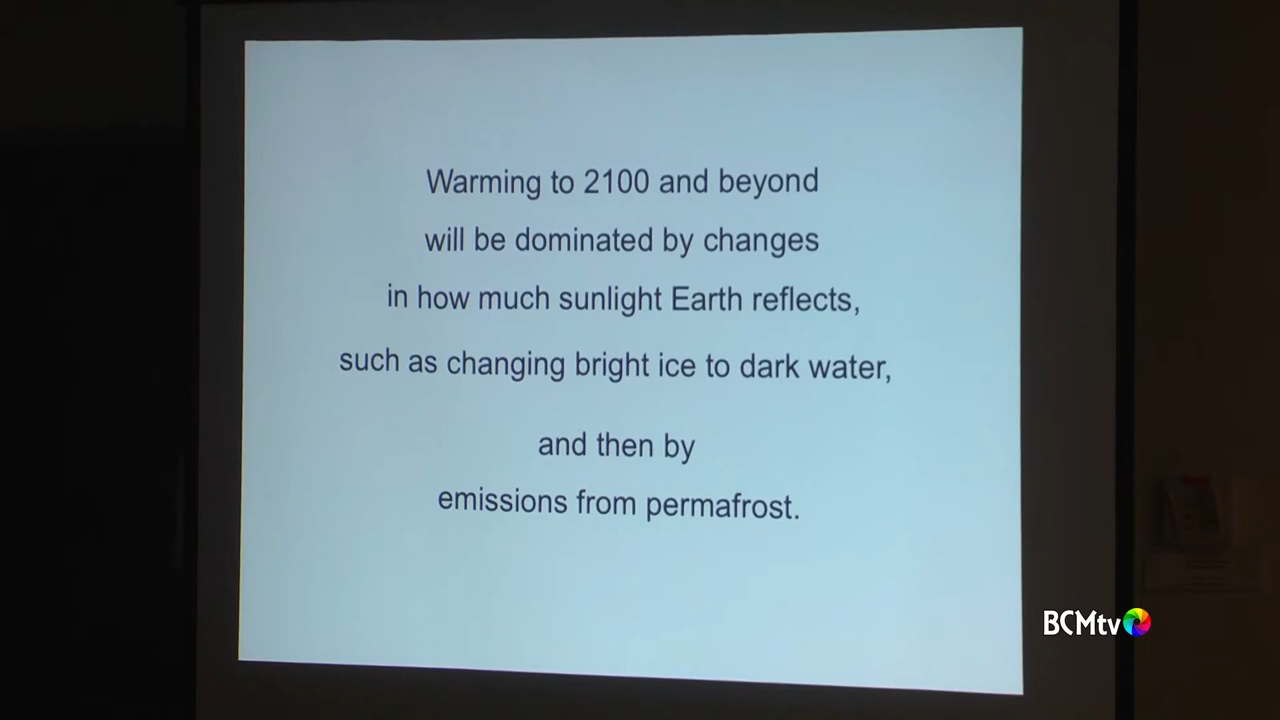 Warming to 2100 and beyond
will be dominated by changes
in how much sunlight Earth reflects,
such as changing bright ice to dark water,
and then by
emissions from permafrost.
BCMtv